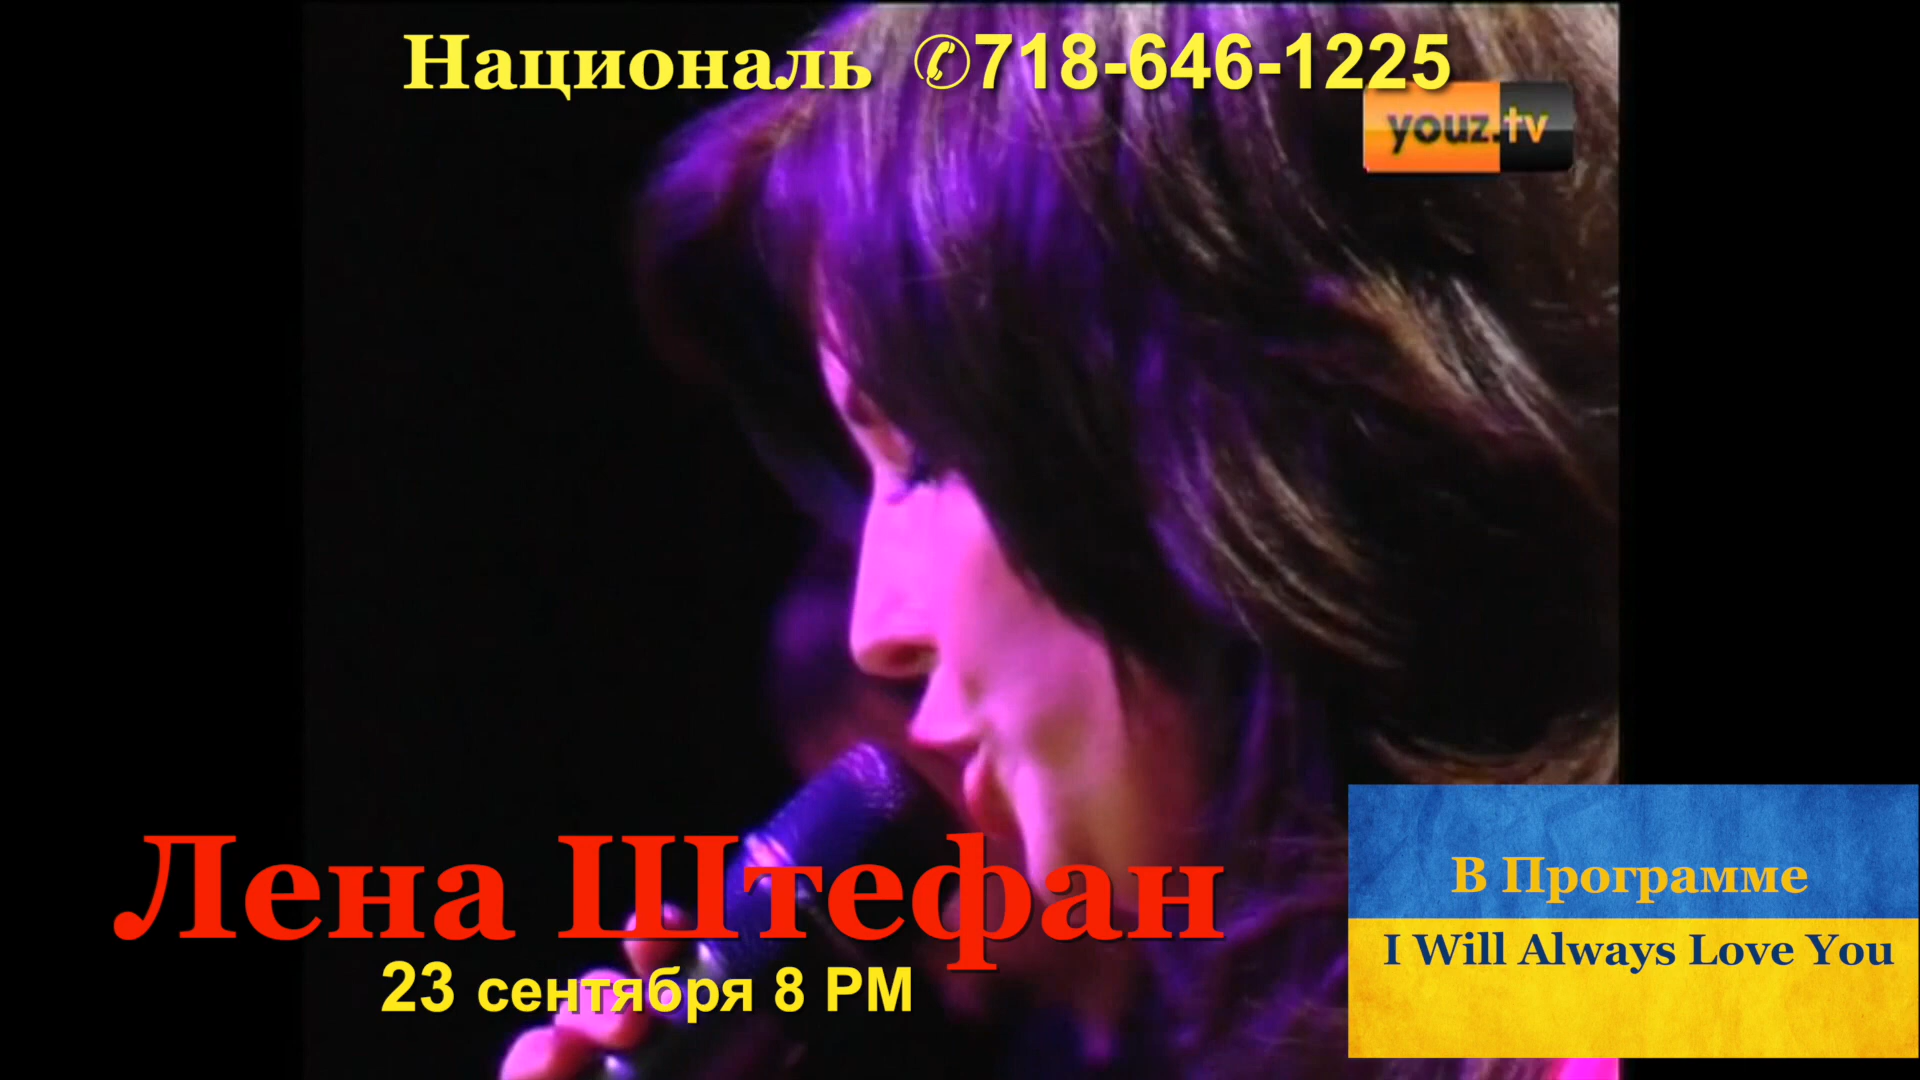 Националь ✆718-646-1225
youz.tv
Лена Штефан
23 сентября 8 PM
В Программе
I Will Always Love You